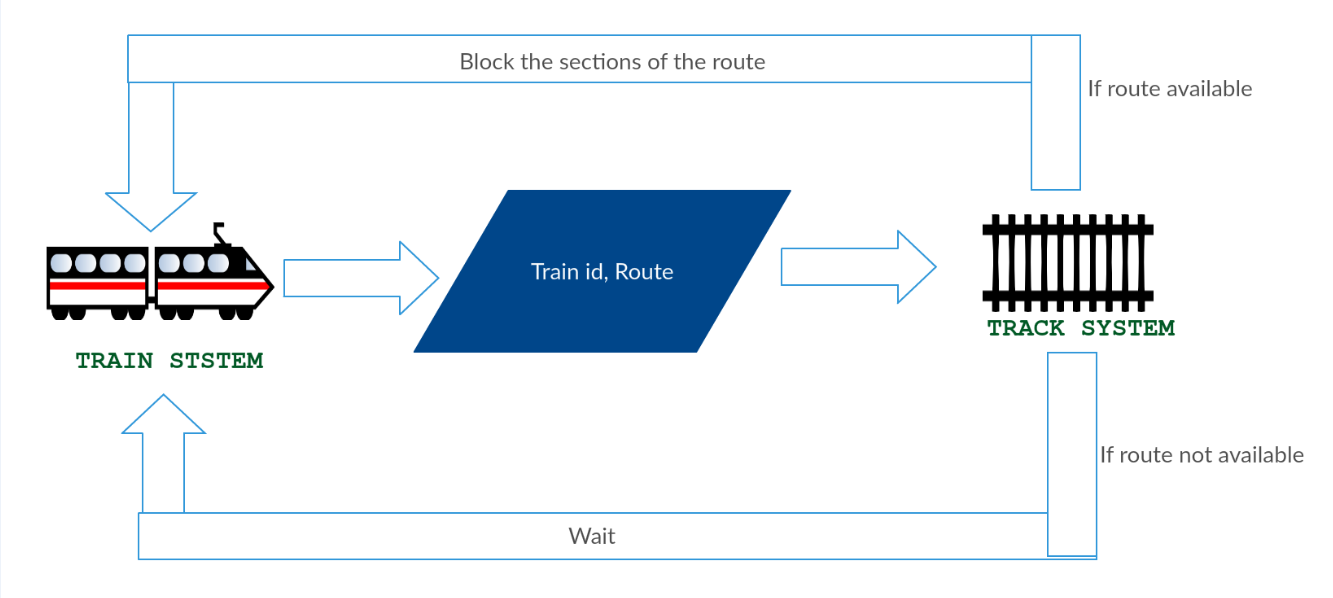 Block the sections of the route
If route available
Train id, Route
TRACK SYSTEM
TRAIN STSTEM
If route not available
Wait